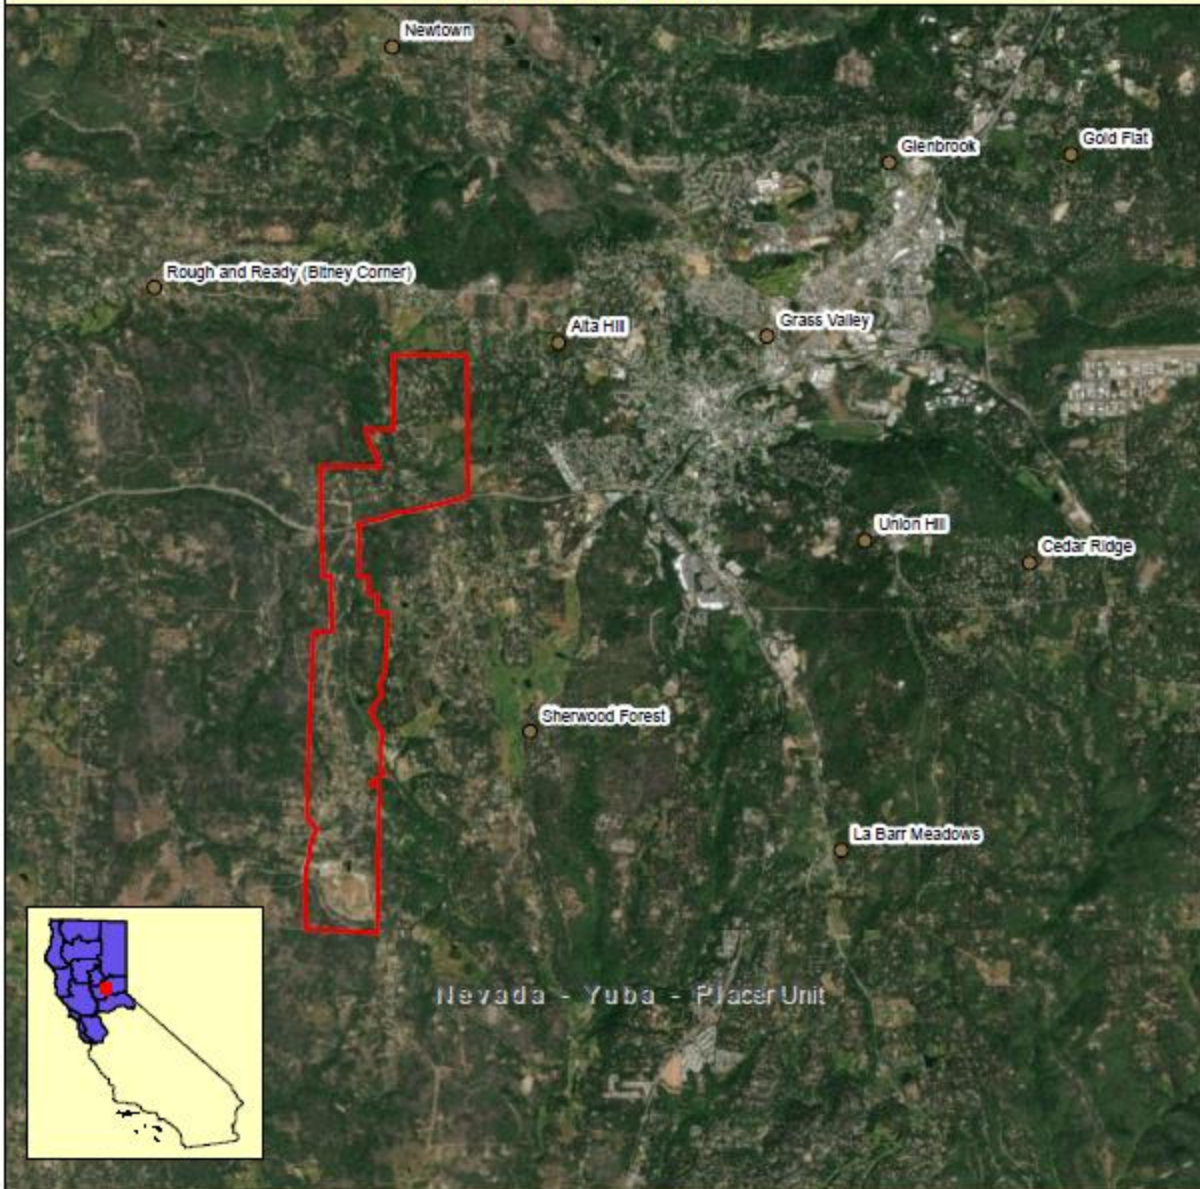 Newtown
Glenbrook
Gold Flat
Rough and Ready (Bitney Corner)
Alta Hill
Grass Valley
Union Hill
Cedar Ridge
Sherwood Forest
La Barr Meadows
Nevada - Yuba - Placer Unit